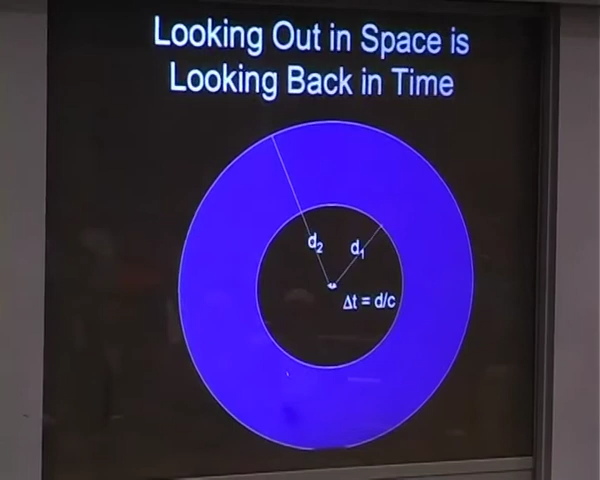 Looking Out in Space is
Looking Back in Time
d₂
d₁
Δt = d/c